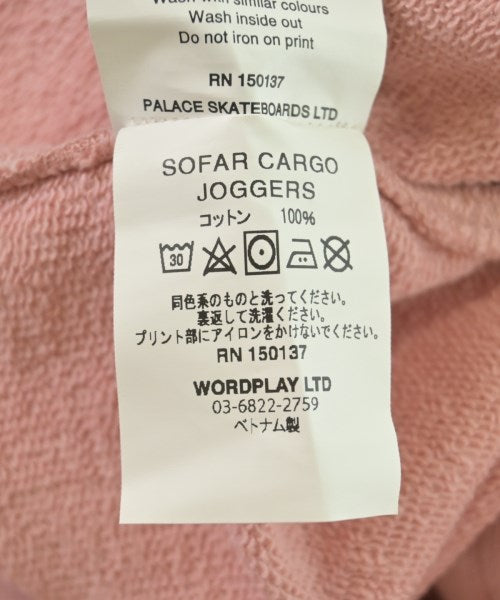 Wash with similar colours
Wash inside out
Do not iron on print
RN 150137
PALACE SKATEBOARDS LTD
SOFAR CARGO
JOGGERS
コットン 100%
30
同色系のものと洗ってください。
裏返して洗濯ください。
プリント部にアイロンをかけないでください。
RN 150137
WORDPLAY LTD
03-6822-2759
ベトナム製